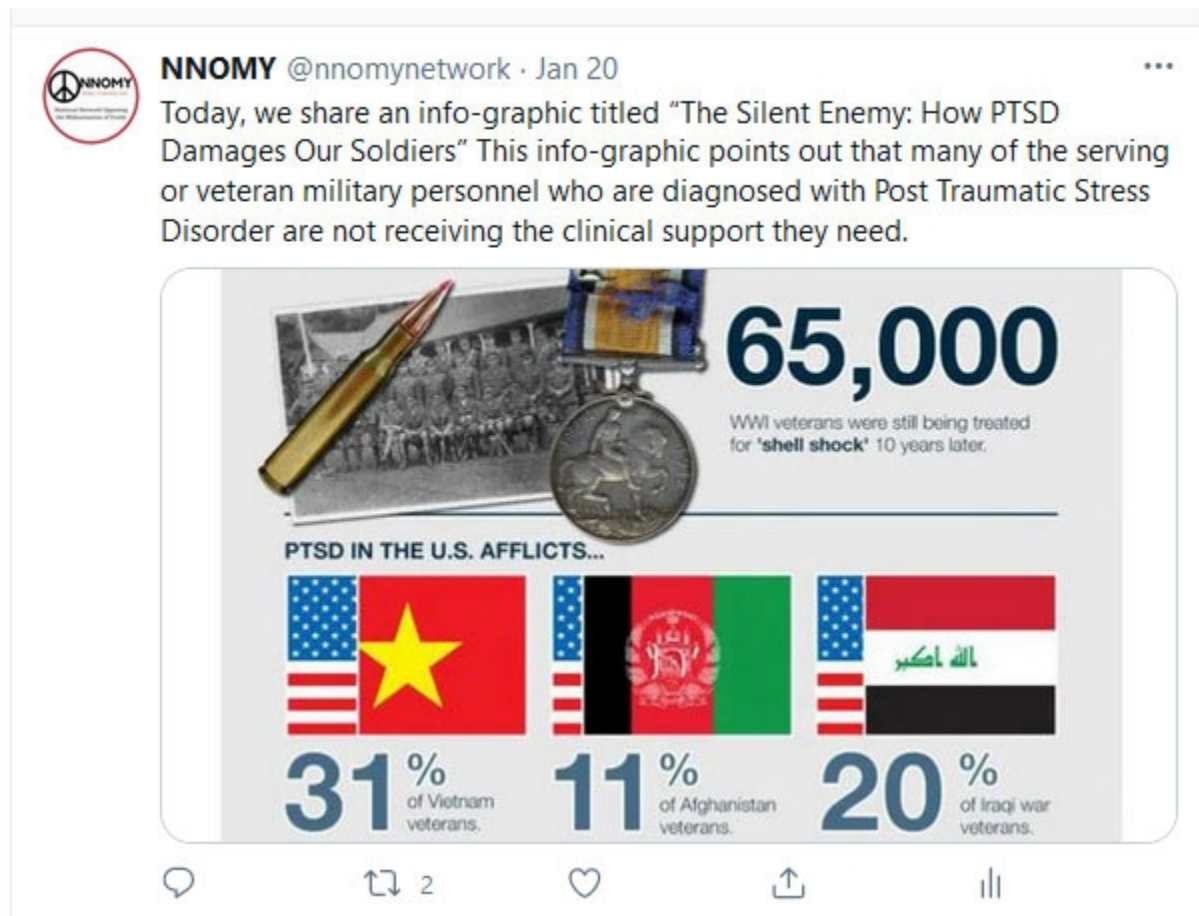 NNOMY
NNOMY @nnomynetwork · Jan 20
Today, we share an info-graphic titled “The Silent Enemy: How PTSD
Damages Our Soldiers” This info-graphic points out that many of the serving
or veteran military personnel who are diagnosed with Post Traumatic Stress
Disorder are not receiving the clinical support they need.
65,000
WWI veterans were still being treated
for 'shell shock' 10 years later.
PTSD IN THE U.S. AFFLICTS...
الله اكبر
31%
of Vietnam
veterans.
11%
of Afghanistan
veterans.
20%
of Iraqi war
veterans.
2